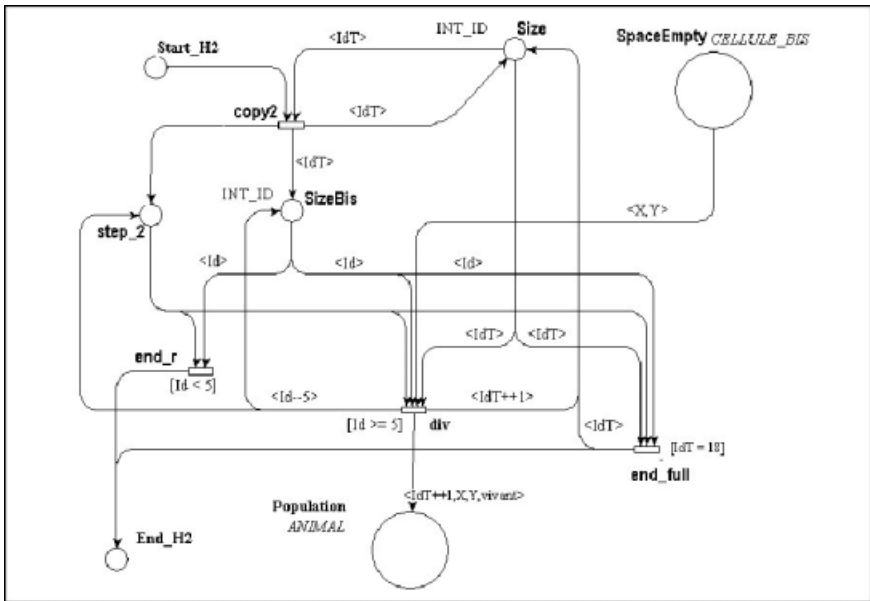 INT_ID
Size
SpaceEmpty CELLULE_BIS
Start_H2
<IdT>
copy2
<IdT>
<IdT>
INT_ID
SizeBis
<X,Y>
step_2
<Id>
<Id>
<Id>
<IdT>
<IdT>
end_r
[Id < 5]
<Id--5>
<IdT++1>
[Id >= 5]
div
<IdT>
[IdT = 18]
end_full
<IdT++1,X,Y,vivant>
Population
ANIMAL
End_H2